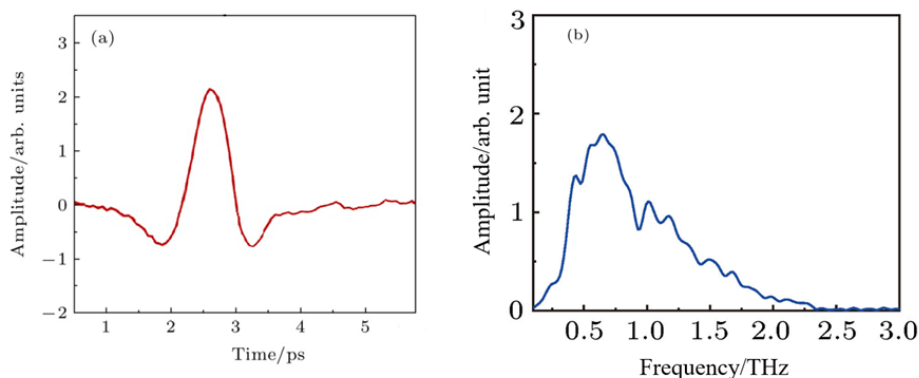 (a)
3
2
1
0
−1
−2
Amplitude/arb. units
1 2 3 4 5
Time/ps
(b)
3
2
1
0
Amplitude/arb. unit
0.5 1.0 1.5 2.0 2.5 3.0
Frequency/THz